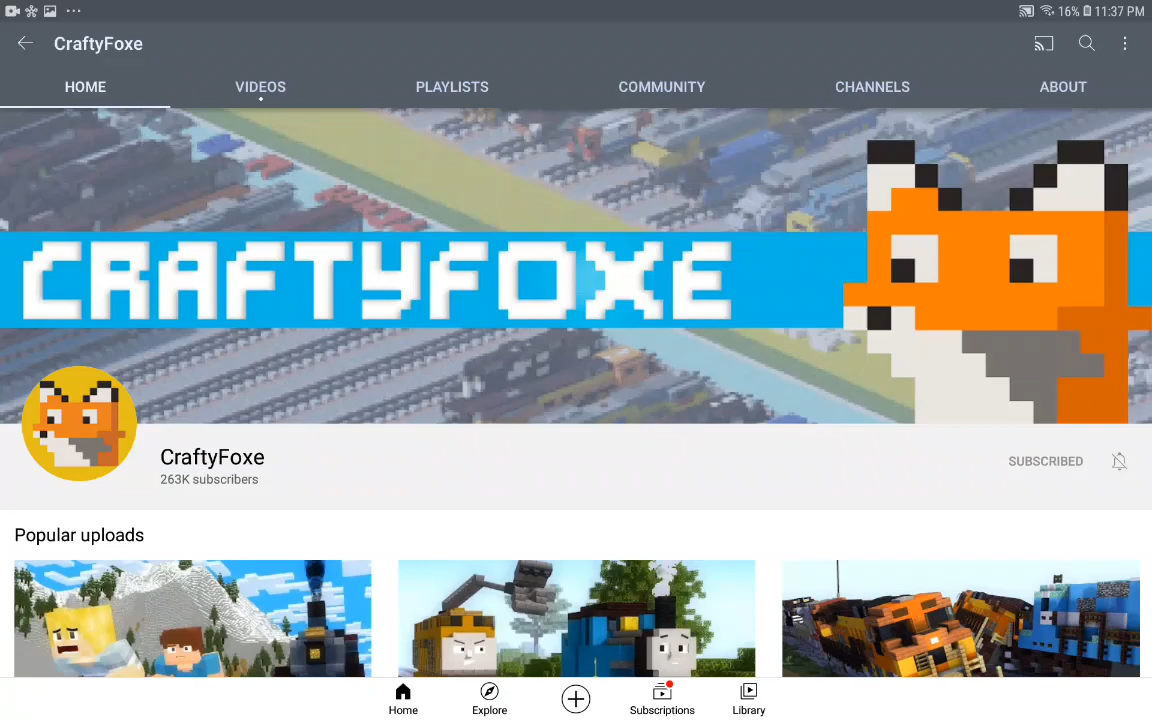 16% 11:37 PM
CraftyFoxe
HOME VIDEOS PLAYLISTS COMMUNITY CHANNELS ABOUT
CRAFTYFOXE
CraftyFoxe
263K subscribers
SUBSCRIBED
Popular uploads
Home Explore Subscriptions Library